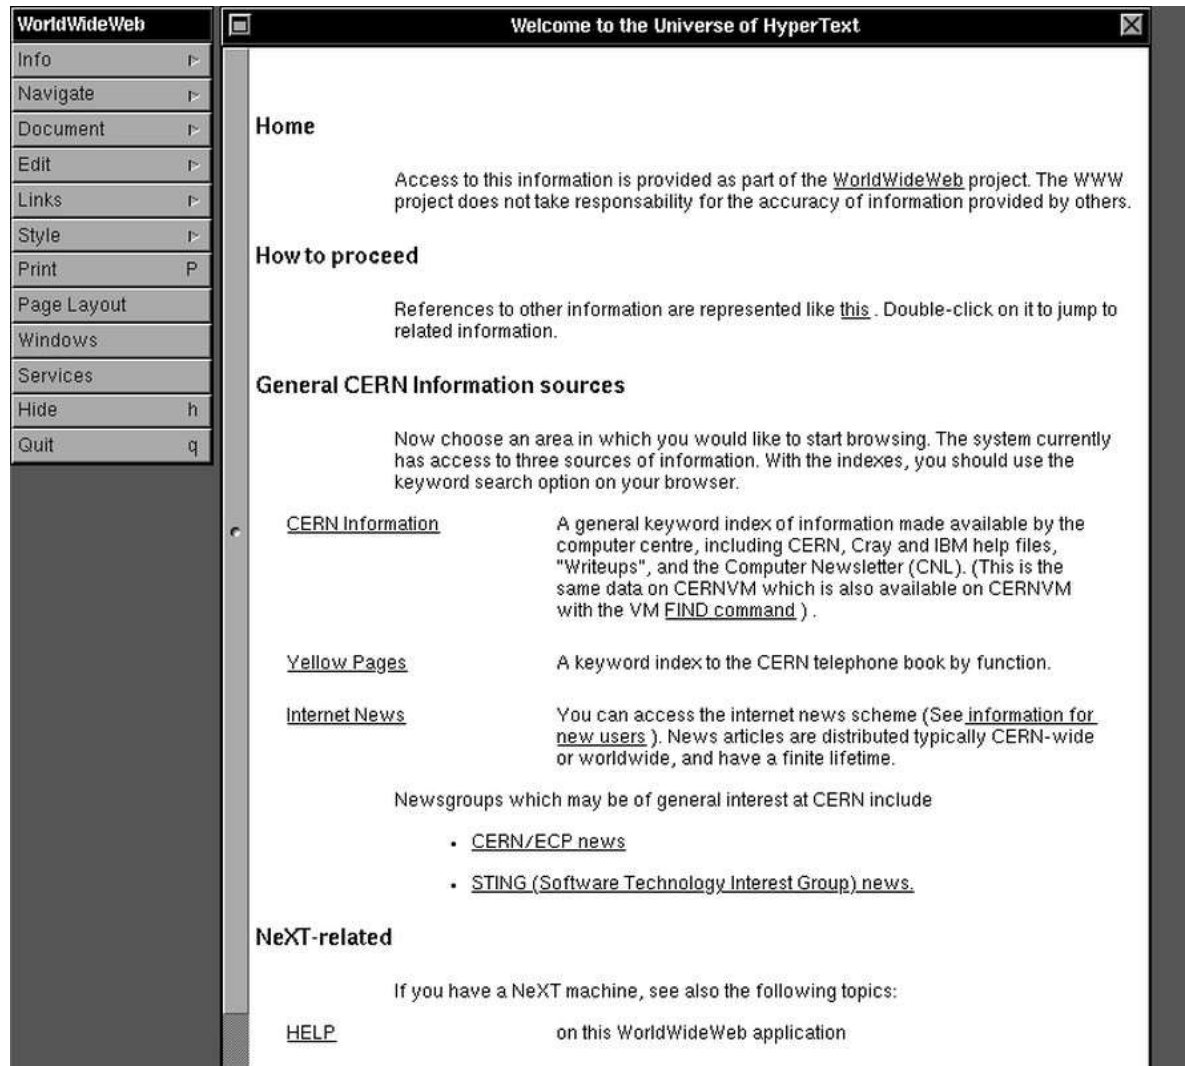 WorldWideWeb
Info
Navigate
Document
Edit
Links
Style
Print P
Page Layout
Windows
Services
Hide h
Quit q
Welcome to the Universe of HyperText
Home
Access to this information is provided as part of the WorldWideWeb project. The WWW
project does not take responsability for the accuracy of information provided by others.
How to proceed
References to other information are represented like this . Double-click on it to jump to
related information.
General CERN Information sources
Now choose an area in which you would like to start browsing. The system currently
has access to three sources of information. With the indexes, you should use the
keyword search option on your browser.
CERN Information
A general keyword index of information made available by the
computer centre, including CERN, Cray and IBM help files,
"Writeups", and the Computer Newsletter (CNL). (This is the
same data on CERNVM which is also available on CERNVM
with the VM FIND command ) .
Yellow Pages
A keyword index to the CERN telephone book by function.
Internet News
You can access the internet news scheme (See information for
new users ). News articles are distributed typically CERN-wide
or worldwide, and have a finite lifetime.
Newsgroups which may be of general interest at CERN include
• CERN/ECP news
• STING (Software Technology Interest Group) news.
NeXT-related
If you have a NeXT machine, see also the following topics:
HELP
on this WorldWideWeb application